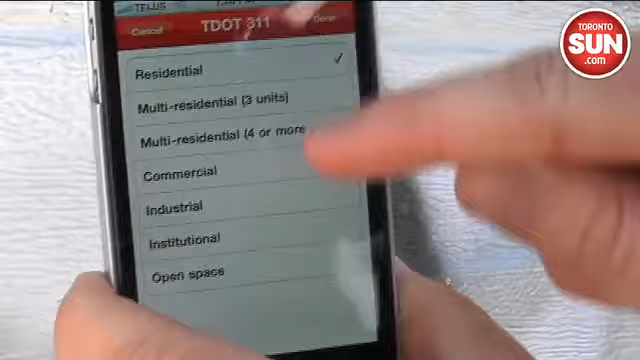 TELUS
Cancel
TDOT 311
Done
Residential
Multi-residential (3 units)
Multi-residential (4 or more
Commercial
Industrial
Institutional
Open space
TORONTO
SUN
.com